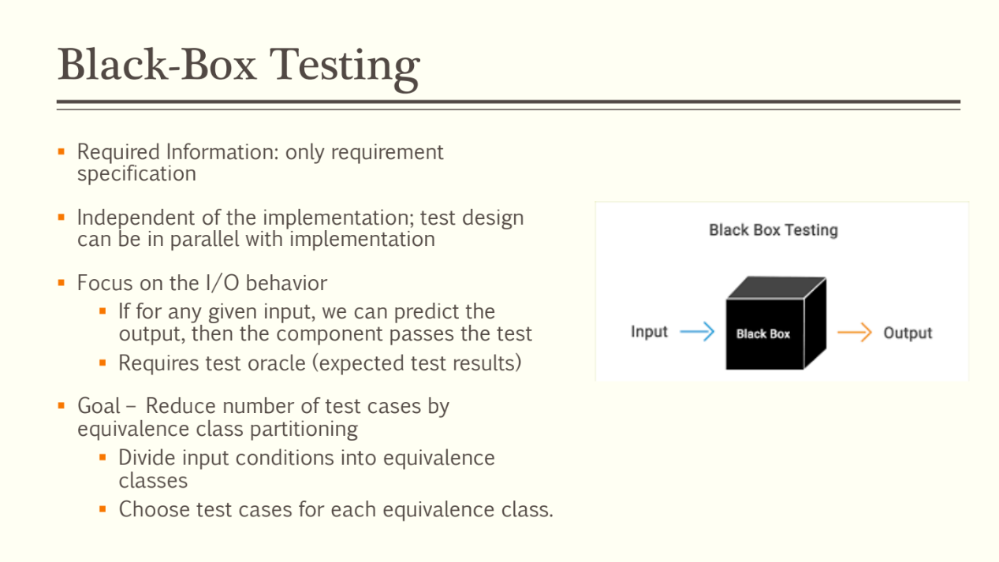 Black-Box Testing
▪ Required Information: only requirement
specification
▪ Independent of the implementation; test design
can be in parallel with implementation
▪ Focus on the I/O behavior
▪ If for any given input, we can predict the
output, then the component passes the test
▪ Requires test oracle (expected test results)
▪ Goal – Reduce number of test cases by
equivalence class partitioning
▪ Divide input conditions into equivalence
classes
▪ Choose test cases for each equivalence class.
Black Box Testing
Input
Black Box
Output